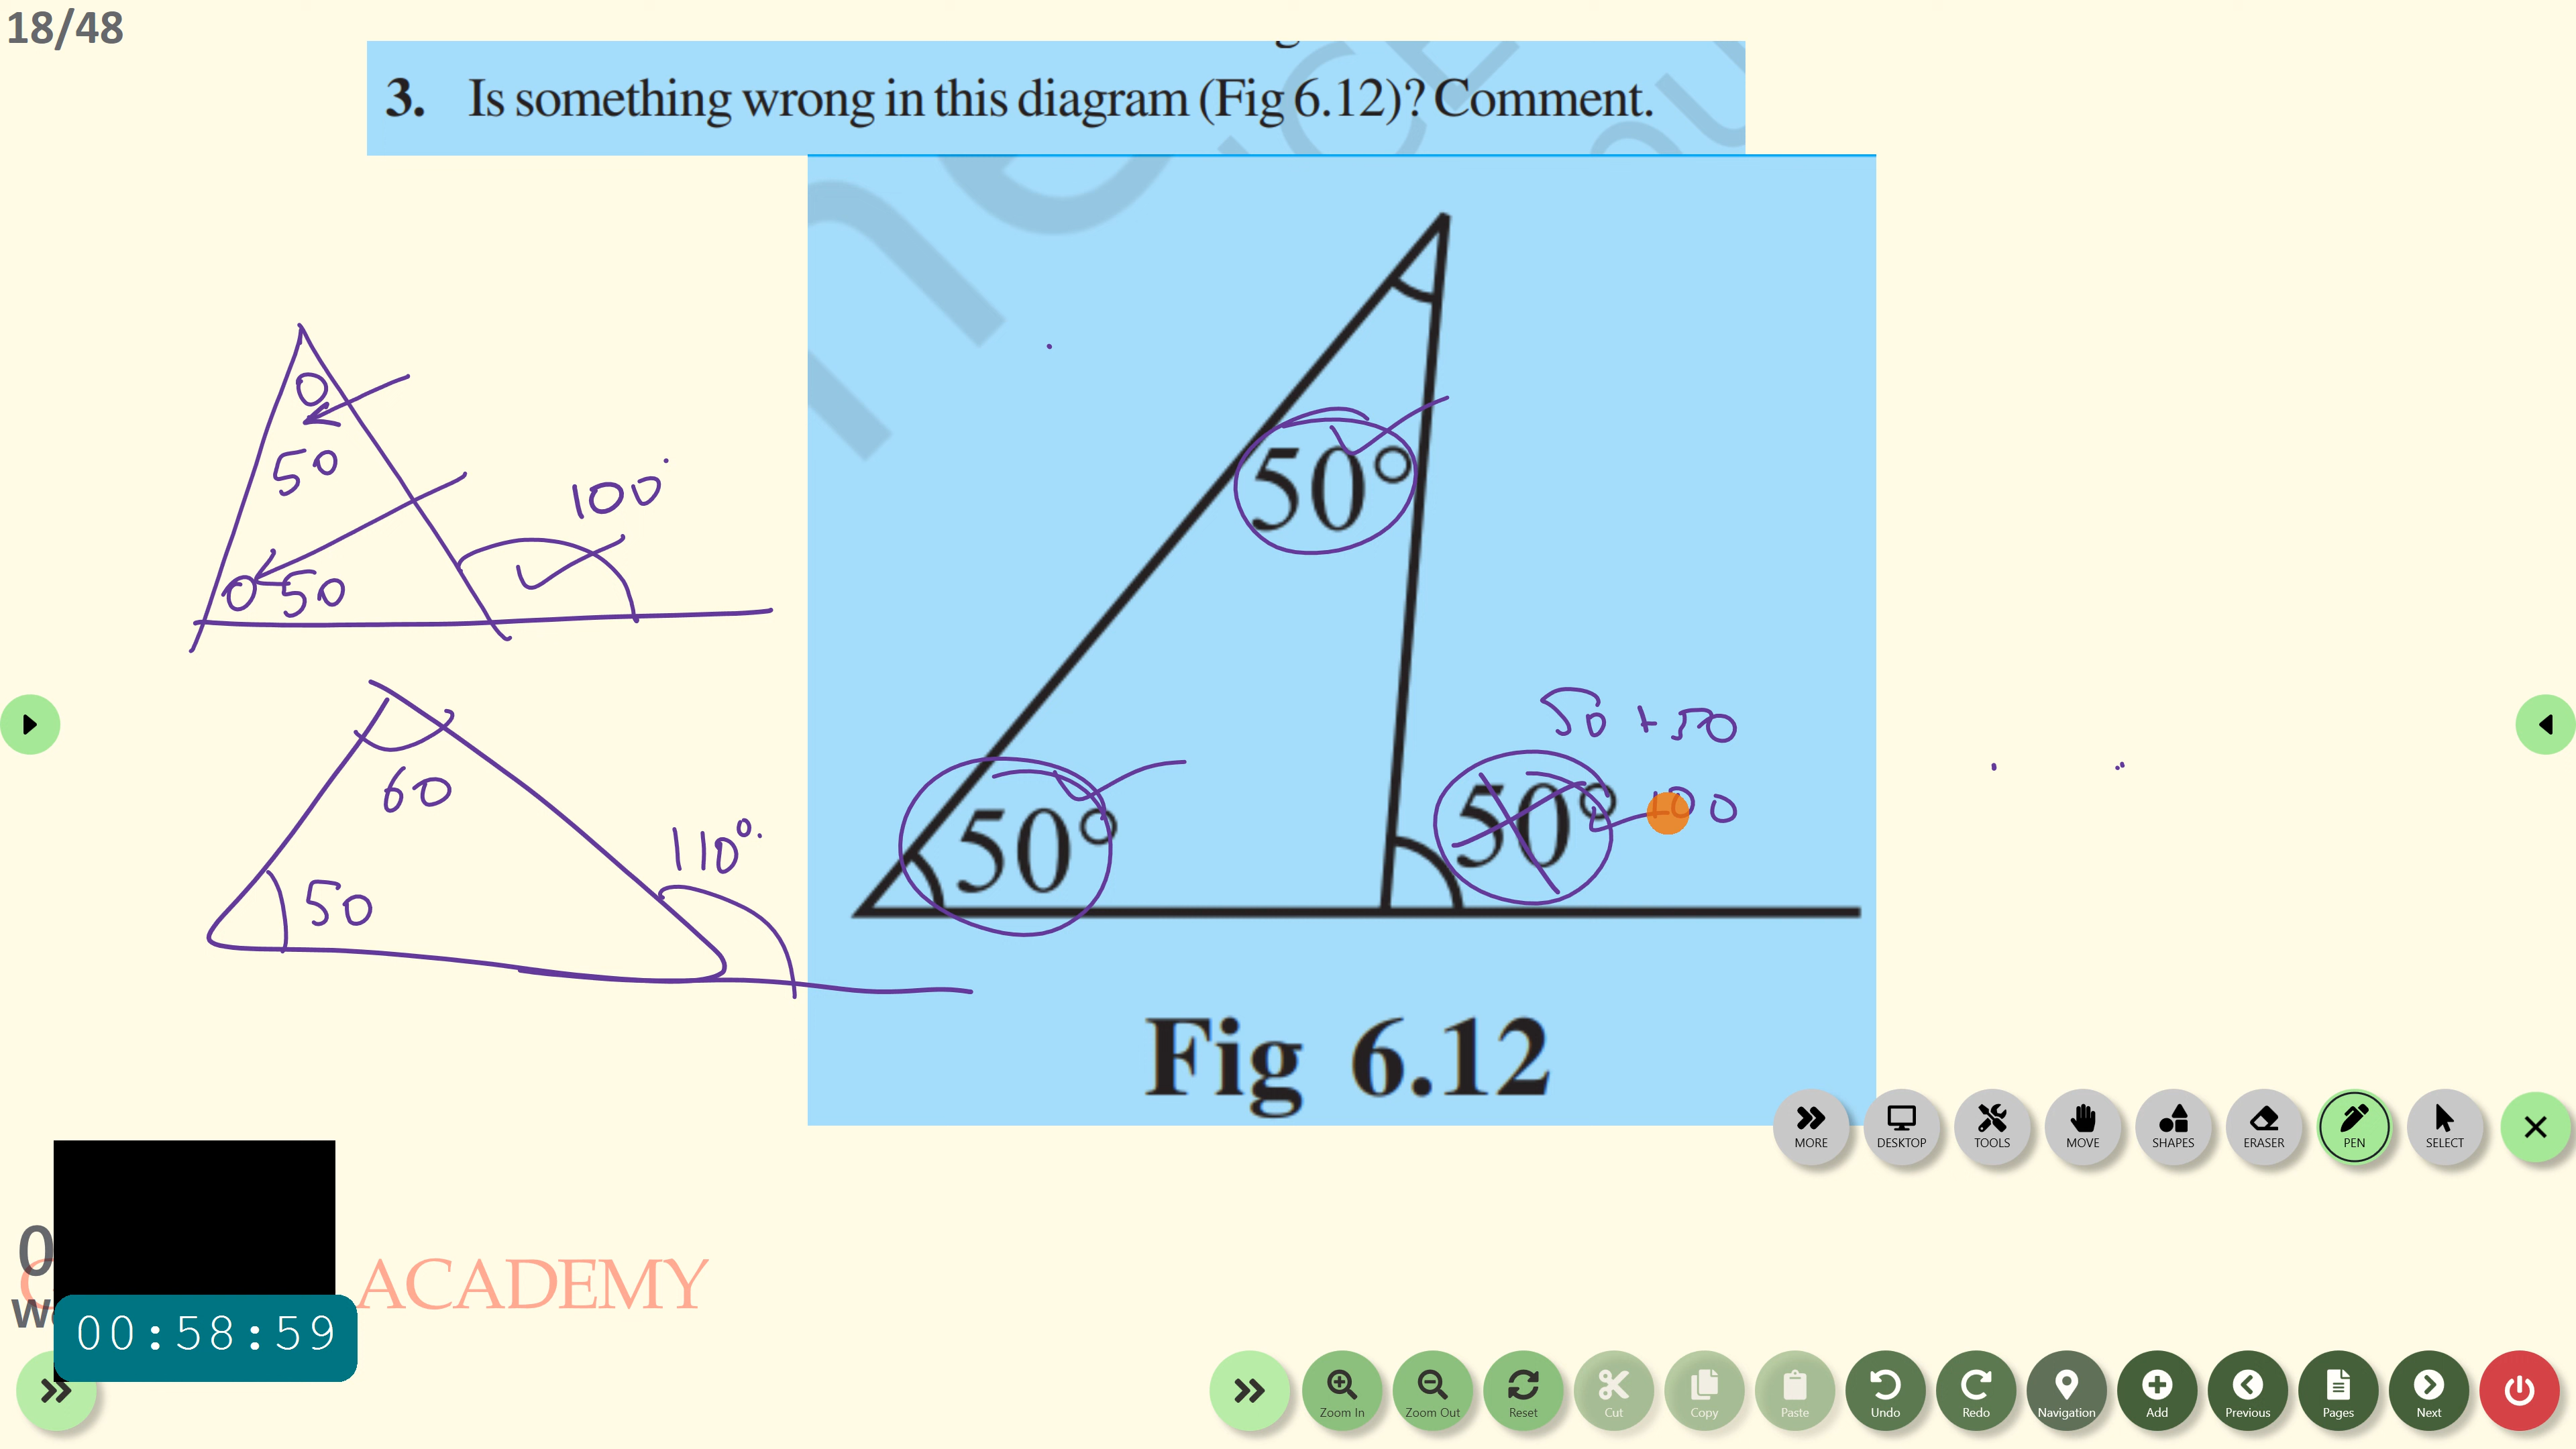 18/48
3. Is something wrong in this diagram (Fig 6.12)? Comment.
0
50
100
0 50
50°
50 + 50
60
110°
50
50°
50°
100
Fig 6.12
MORE
DESKTOP
TOOLS
MOVE
SHAPES
ERASER
PEN
SELECT
ACADEMY
00:58:59
Zoom In
Zoom Out
Reset
Cut
Copy
Paste
Undo
Redo
Navigation
Add
Previous
Pages
Next